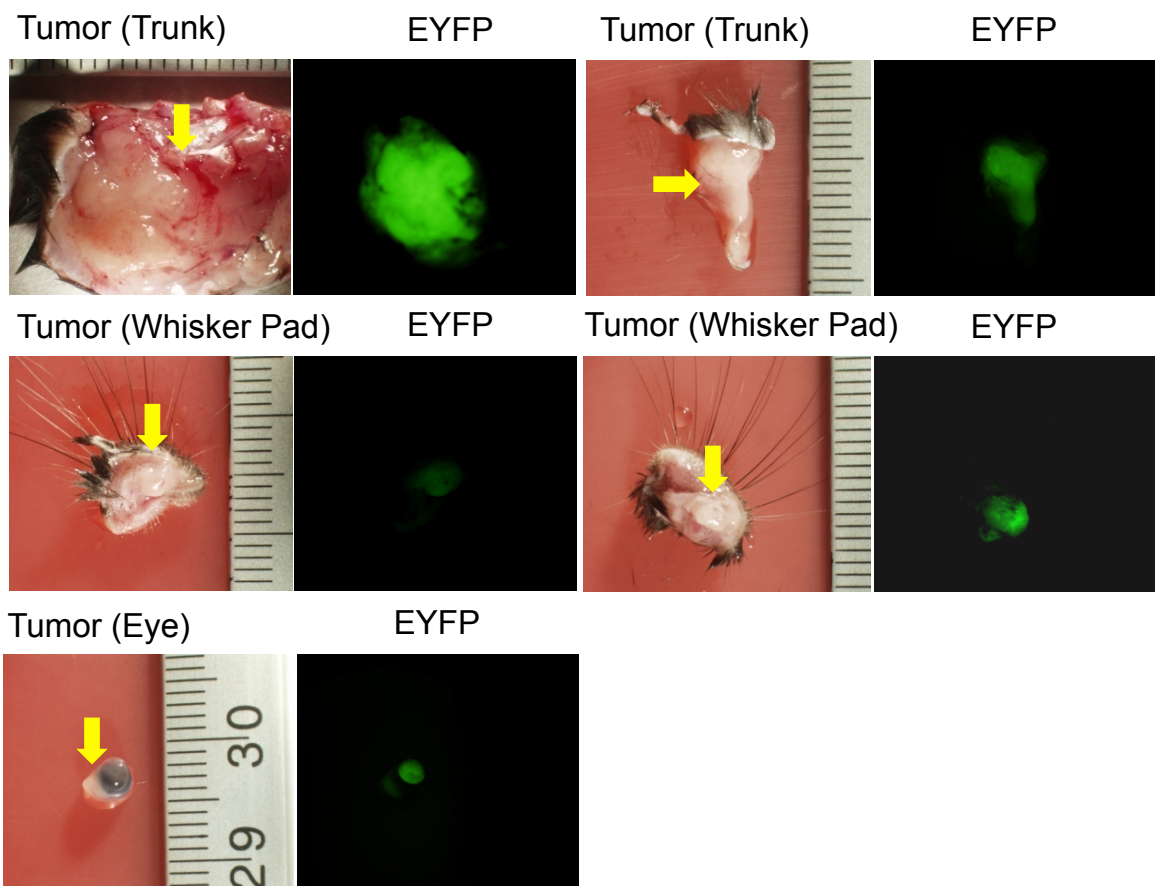 Tumor (Trunk) EYFP Tumor (Trunk) EYFP
Tumor (Whisker Pad) EYFP Tumor (Whisker Pad) EYFP
Tumor (Eye) EYFP
30
29